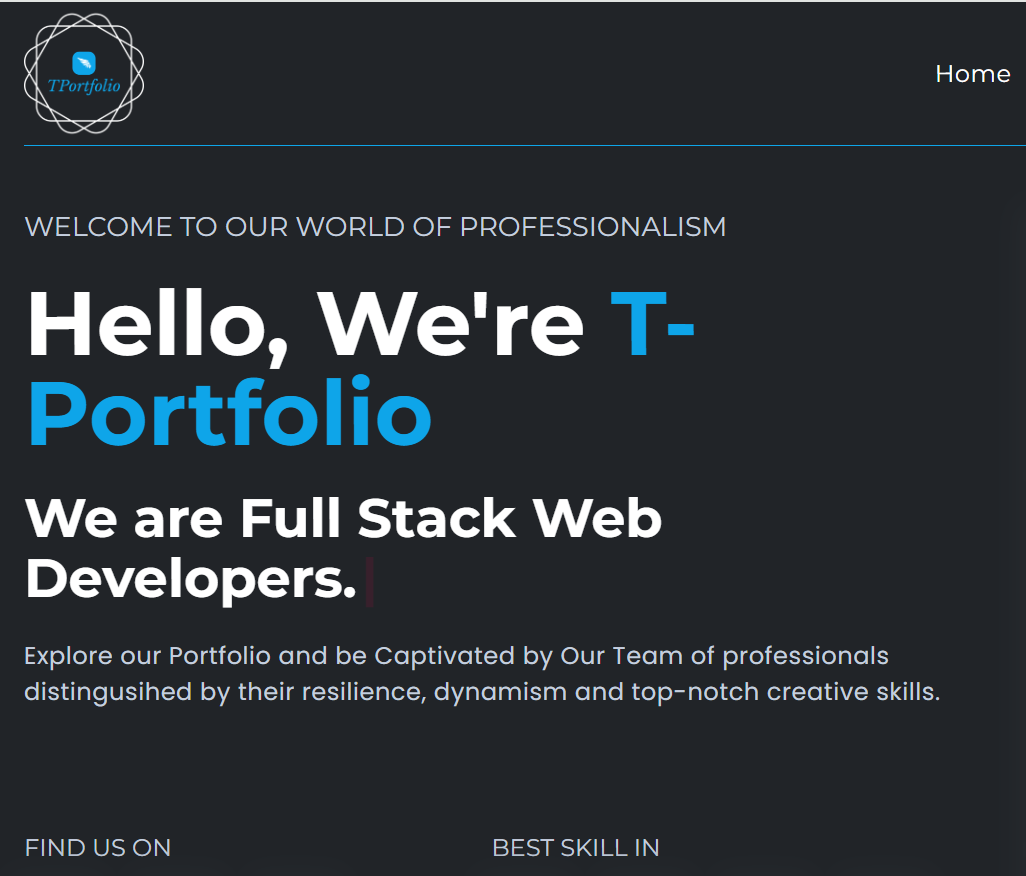 TPortfolio
Home
WELCOME TO OUR WORLD OF PROFESSIONALISM
Hello, We're T-
Portfolio
We are Full Stack Web
Developers.
Explore our Portfolio and be Captivated by Our Team of professionals
distingusihed by their resilience, dynamism and top-notch creative skills.
FIND US ON
BEST SKILL IN